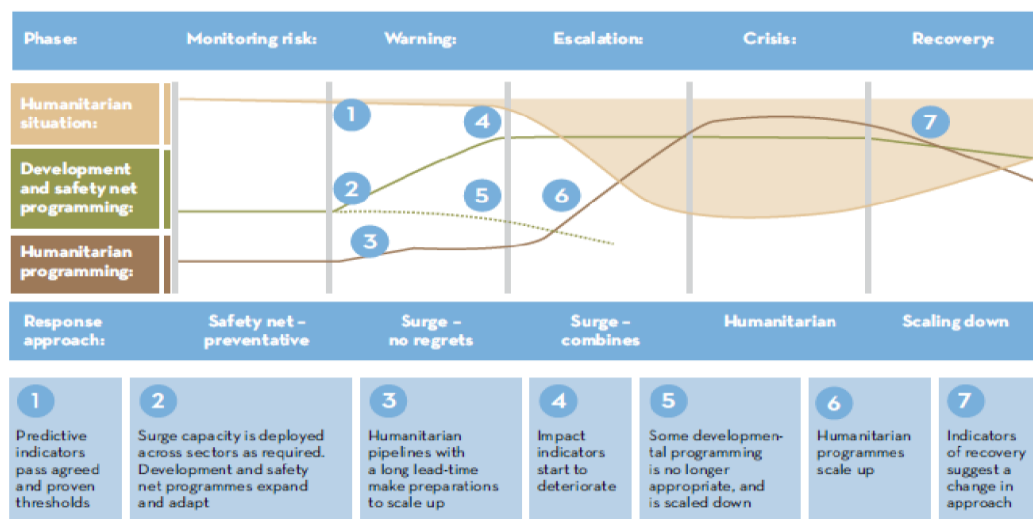 Phase: Monitoring risk: Warning: Escalation: Crisis: Recovery:
Humanitarian
situation:
Development
and safety net
programming:
Humanitarian
programming:
1
4
7
2
5
6
3
Response
approach:
Safety net –
preventative
Surge –
no regrets
Surge –
combines
Humanitarian
Scaling down
1
Predictive
indicators
pass agreed
and proven
thresholds
2
Surge capacity is deployed
across sectors as required.
Development and safety
net programmes expand
and adapt
3
Humanitarian
pipelines with
a long lead-time
make preparations
to scale up
4
Impact
indicators
start to
deteriorate
5
Some developmen-
tal programming
is no longer
appropriate, and
is scaled down
6
Humanitarian
programmes
scale up
7
Indicators
of recovery
suggest a
change in
approach